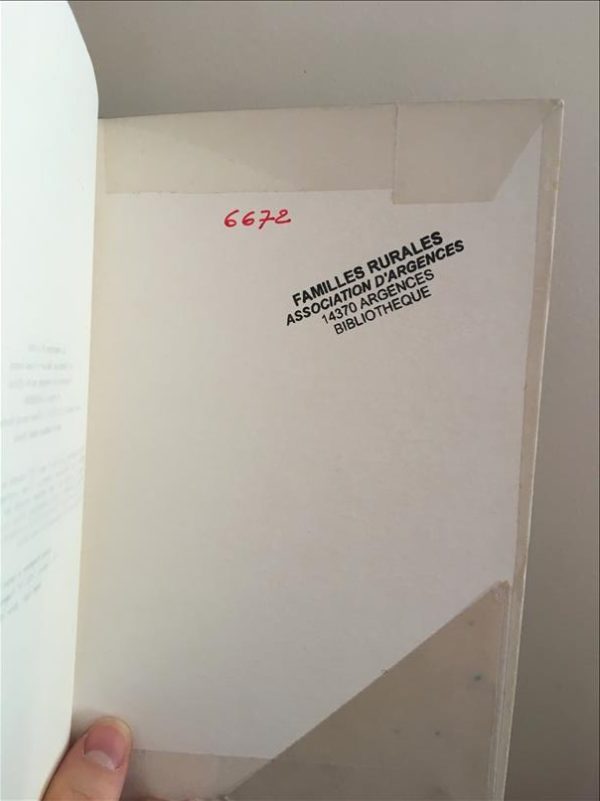 6672
FAMILLES RURALES
ASSOCIATION D'ARGENCES
14370 ARGENCES
BIBLIOTHEQUE